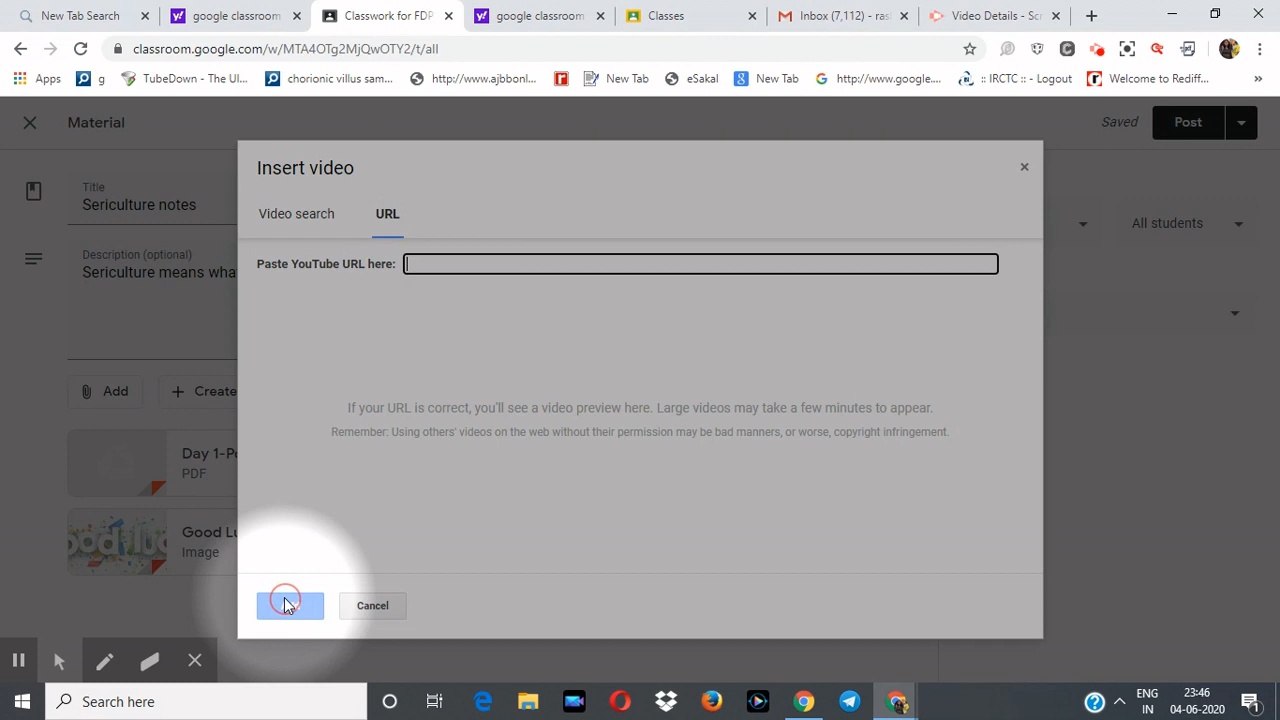 New Tab Search
google classroom
Classwork for FDP
google classroom
Classes
Inbox (7,112) - ras
Video Details - Scr
classroom.google.com/w/MTA4OTg2MjQwOTY2/t/all
Apps
g
TubeDown - The Ul...
chorionic villus sam...
http://www.ajbbonl...
New Tab
eSakal
New Tab
http://www.google....
:: IRCTC :: - Logout
Welcome to Rediff...
Material
Saved
Post
Insert video
Title
Sericulture notes
Video search
URL
All students
Description (optional)
Sericulture means wha
Paste YouTube URL here:
Add
Create
If your URL is correct, you'll see a video preview here. Large videos may take a few minutes to appear.
Remember: Using others' videos on the web without their permission may be bad manners, or worse, copyright infringement.
Day 1-Po
PDF
Good Lu
Image
Cancel
Search here
ENG
IN
23:46
04-06-2020
1